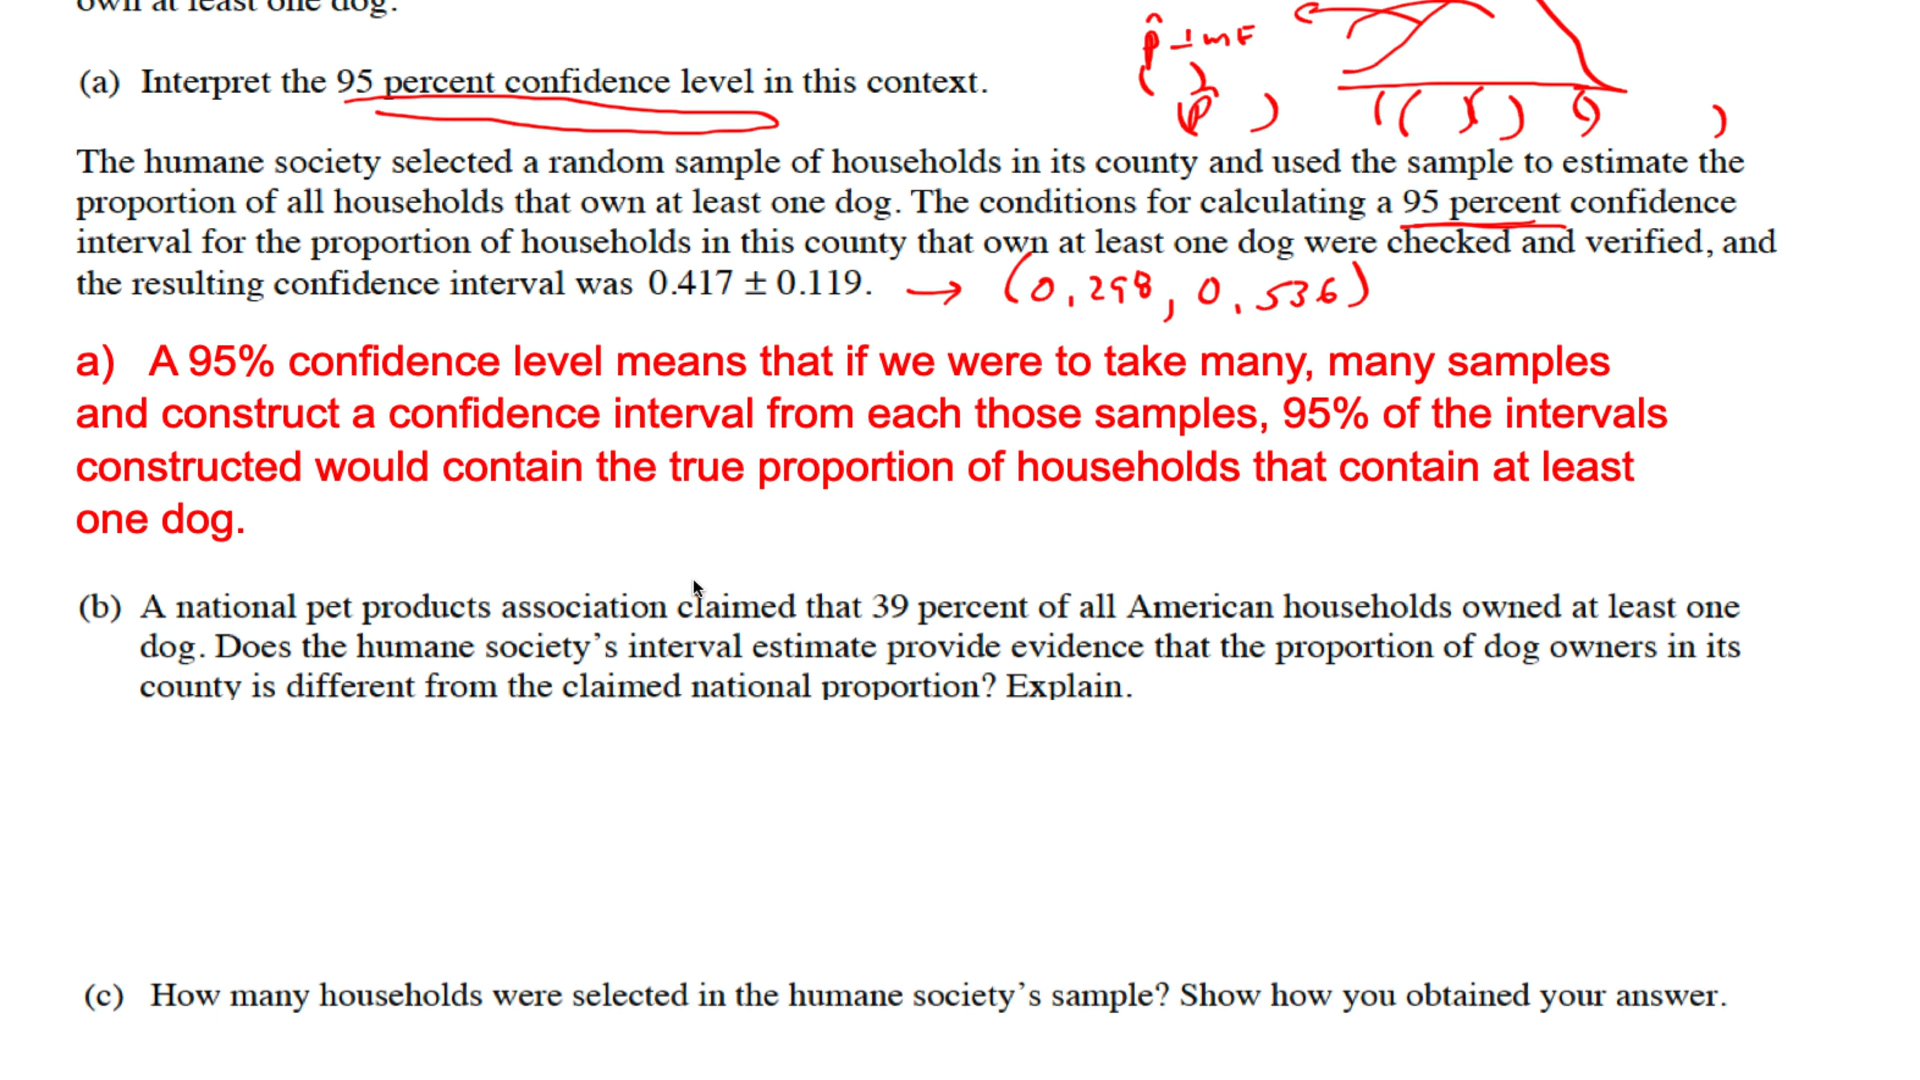 own at least one dog.
p̂ ± ME
(a) Interpret the 95 percent confidence level in this context.
The humane society selected a random sample of households in its county and used the sample to estimate the
proportion of all households that own at least one dog. The conditions for calculating a 95 percent confidence
interval for the proportion of households in this county that own at least one dog were checked and verified, and
the resulting confidence interval was 0.417 ± 0.119. → (0.298, 0.536)
a) A 95% confidence level means that if we were to take many, many samples
and construct a confidence interval from each those samples, 95% of the intervals
constructed would contain the true proportion of households that contain at least
one dog.
(b) A national pet products association claimed that 39 percent of all American households owned at least one
dog. Does the humane society’s interval estimate provide evidence that the proportion of dog owners in its
county is different from the claimed national proportion? Explain.
(c) How many households were selected in the humane society’s sample? Show how you obtained your answer.